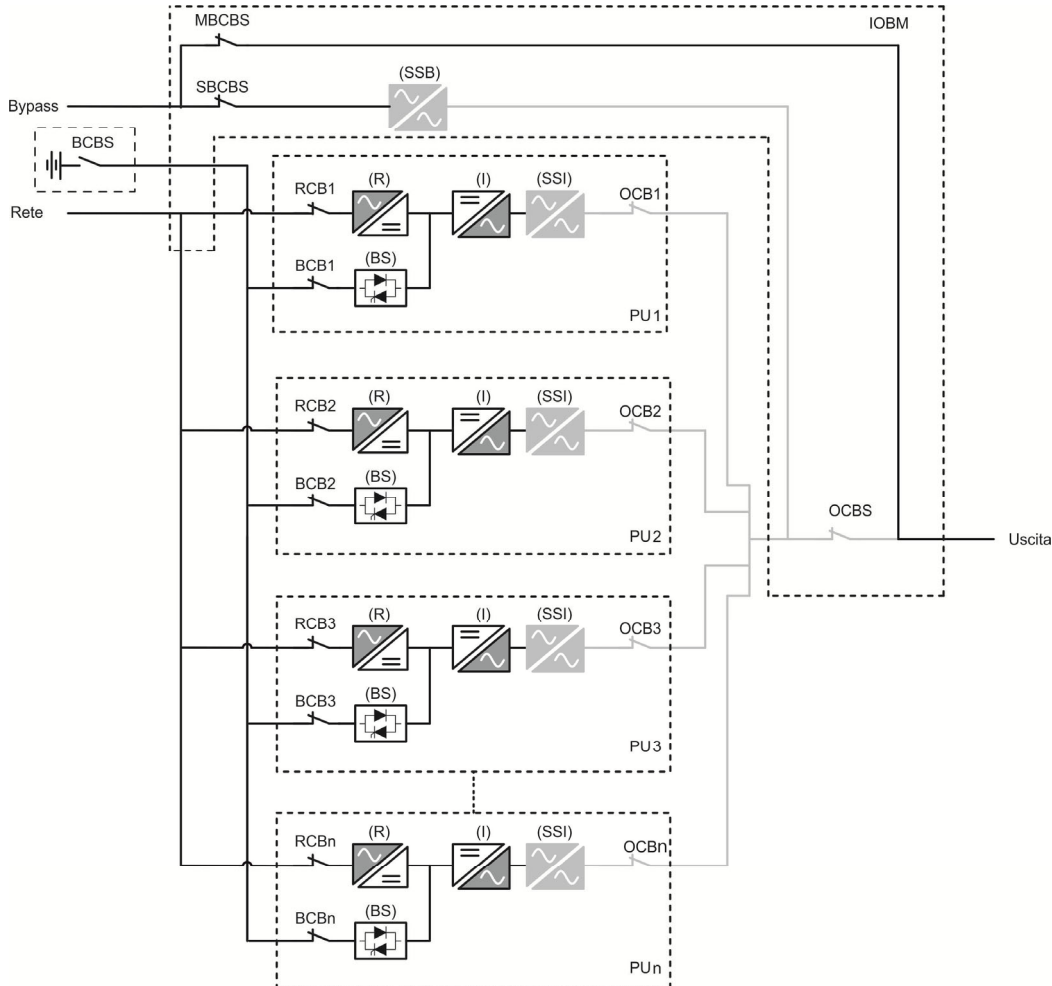 MBCBS
IOBM
(SSB)
SBCBS
Bypass
BCBS
RCB1
(R)
(I)
(SSI)
OCB1
Rete
BCB1
(BS)
PU1
RCB2
(R)
(I)
(SSI)
OCB2
BCB2
(BS)
PU2
OCBS
Uscita
RCB3
(R)
(I)
(SSI)
OCB3
BCB3
(BS)
PU3
RCBn
(R)
(I)
(SSI)
OCBn
BCBn
(BS)
PUn